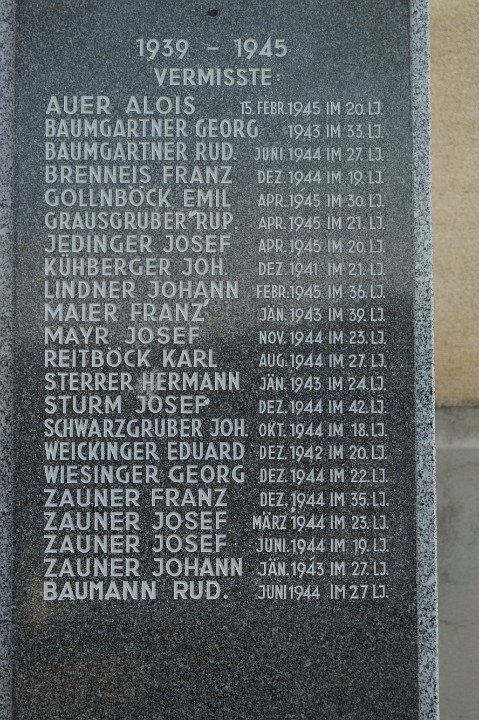 1939 - 1945
VERMISSTE:
AUER ALOIS 15. FEBR. 1945 IM 20. LJ.
BAUMGARTNER GEORG 1943 IM 33. LJ.
BAUMGARTNER RUD. JUNI 1944 IM 27. LJ.
BRENNEIS FRANZ DEZ. 1944 IM 19. LJ.
GOLLNBÖCK EMIL APR. 1945 IM 30. LJ.
GRAUSGRUBER RUP. APR. 1945 IM 21. LJ.
JEDINGER JOSEF APR. 1945 IM 20. LJ.
KÜHBERGER JOH. DEZ. 1941 IM 21. LJ.
LINDNER JOHANN FEBR. 1945 IM 36. LJ.
MAIER FRANZ JÄN. 1943 IM 39. LJ.
MAYR JOSEF NOV. 1944 IM 23. LJ.
REITBÖCK KARL AUG. 1944 IM 27. LJ.
STERRER HERMANN JÄN. 1943 IM 24. LJ.
STURM JOSEF DEZ. 1944 IM 42. LJ.
SCHWARZGRUBER JOH. OKT. 1944 IM 18. LJ.
WEICKINGER EDUARD DEZ. 1942 IM 20. LJ.
WIESINGER GEORG DEZ. 1944 IM 22. LJ.
ZAUNER FRANZ DEZ. 1944 IM 35. LJ.
ZAUNER JOSEF MÄRZ 1944 IM 23. LJ.
ZAUNER JOSEF JUNI. 1944 IM 19. LJ.
ZAUNER JOHANN JÄN. 1943 IM 27. LJ.
BAUMANN RUD. JUNI 1944 IM 27 LJ.